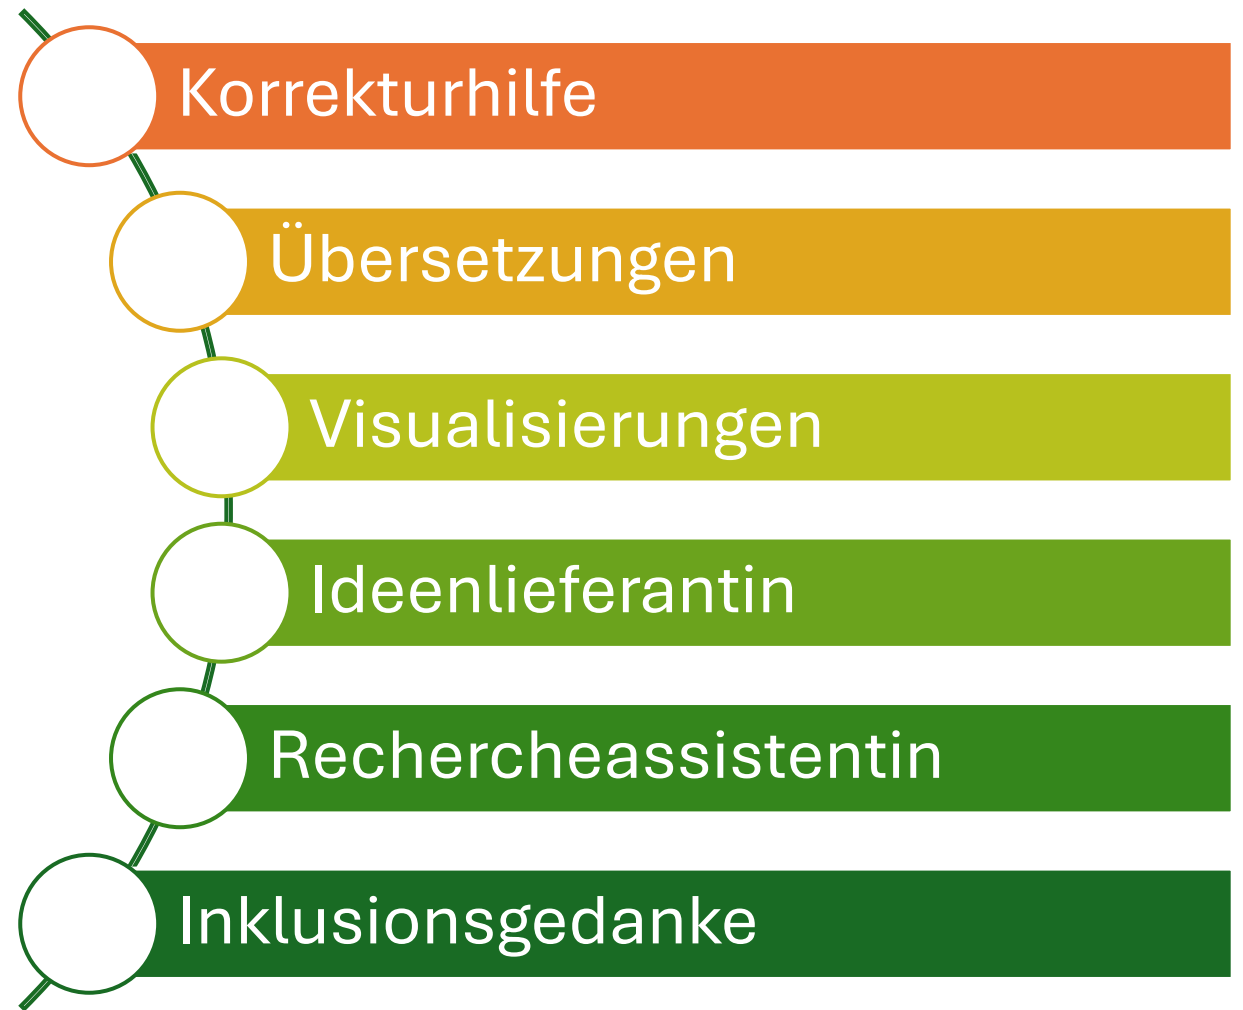 Korrekturhilfe
Übersetzungen
Visualisierungen
Ideenlieferantin
Rechercheassistentin
Inklusionsgedanke